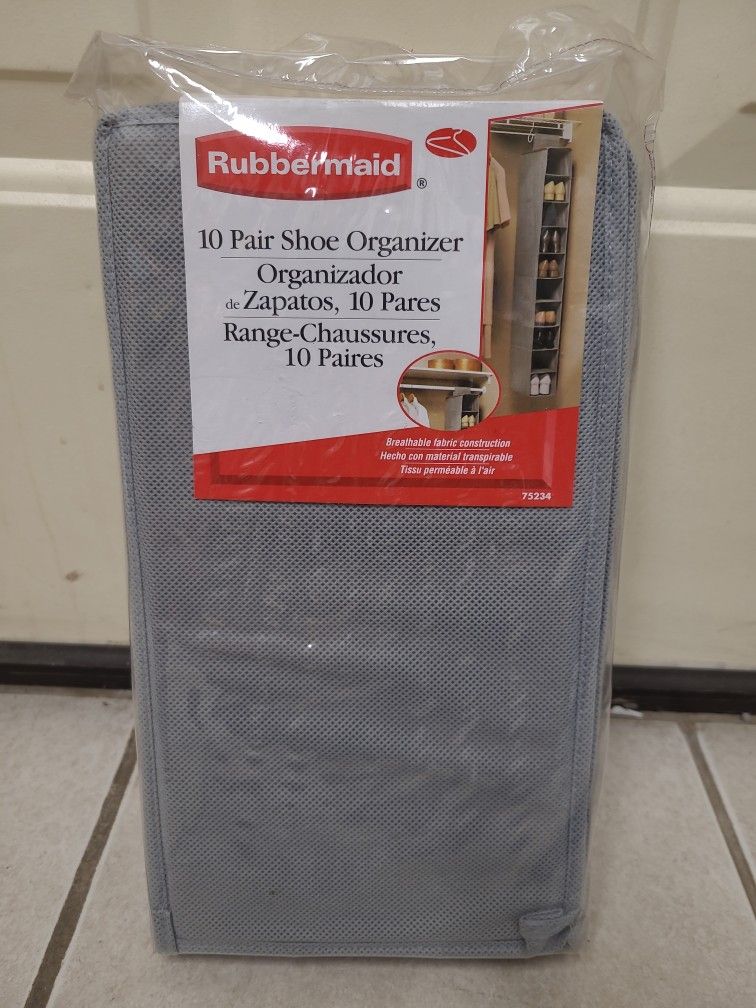 Rubbermaid®
10 Pair Shoe Organizer
Organizador
de Zapatos, 10 Pares
Range-Chaussures,
10 Paires
Breathable fabric construction
Hecho con material transpirable
Tissu perméable à l'air
75234